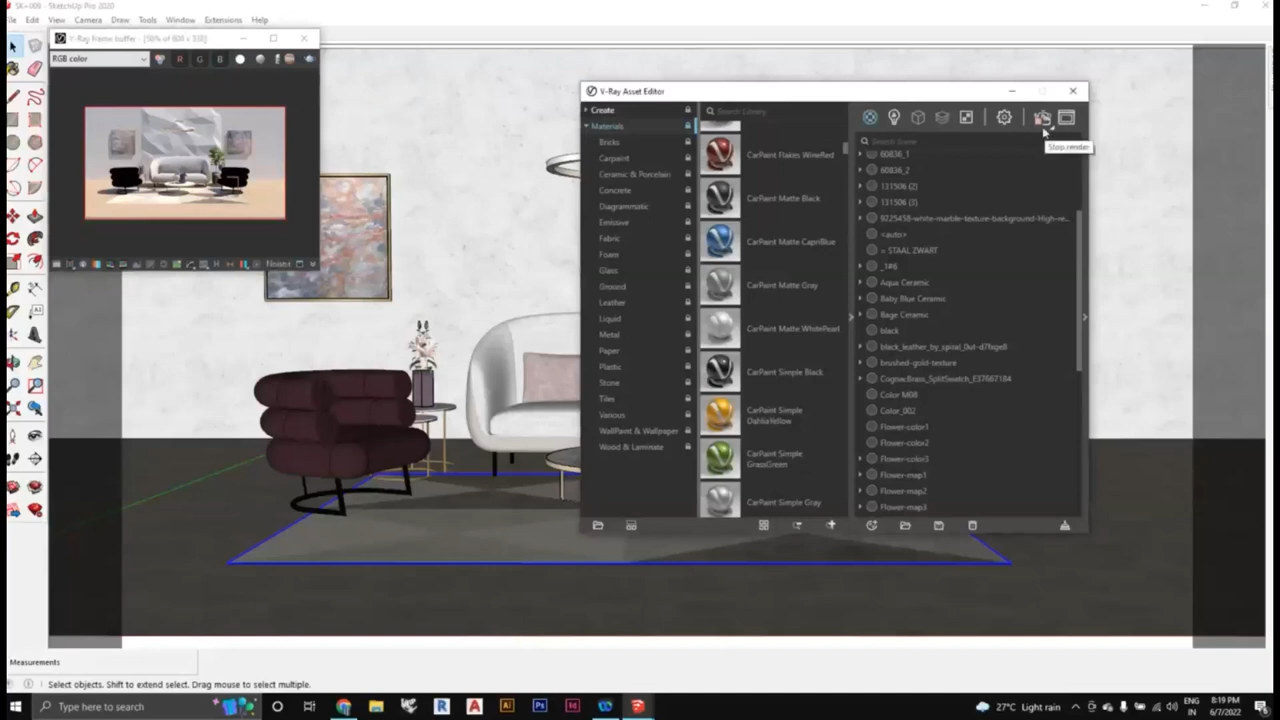 SketchUp Pro 2020
Edit View Camera Draw Tools Window Extensions Help
V-Ray frame buffer - [50% of 600 x
RGB color
R G B
V-Ray Asset Editor
Create
Materials
Bricks
Carpaint
Ceramic & Porcelain
Concrete
Diagrammatic
Emissive
Fabric
Foam
Glass
Ground
Leather
Liquid
Metal
Paper
Plastic
Stone
Tiles
Various
WallPaint & Wallpaper
Wood & Laminate
Search Library
CarPaint Flakes WineRed
CarPaint Matte Black
CarPaint Matte CapriBlue
CarPaint Matte Gray
CarPaint Matte WhitePearl
CarPaint Simple Black
CarPaint Simple
DahliaYellow
CarPaint Simple
GrassGreen
CarPaint Simple Gray
Stop render
Search Scene
60836_1
60836_2
131506 (2)
131506 (3)
9225458-white-marble-texture-background-High-re...
<auto>
= STAAL ZWART
_1#6
Aqua Ceramic
Baby Blue Ceramic
Bage Ceramic
black
black_leather_by_spiral_0ut-d7fxqe8
brushed-gold-texture
CognacBrass_SplitSwatch_E37667184
Color M08
Color_002
Flower-color1
Flower-color2
Flower-color3
Flower-map1
Flower-map2
Flower-map3
Measurements
Select objects. Shift to extend select. Drag mouse to select multiple.
Type here to search
27°C Light rain
ENG
IN
8:19 PM
6/7/2022